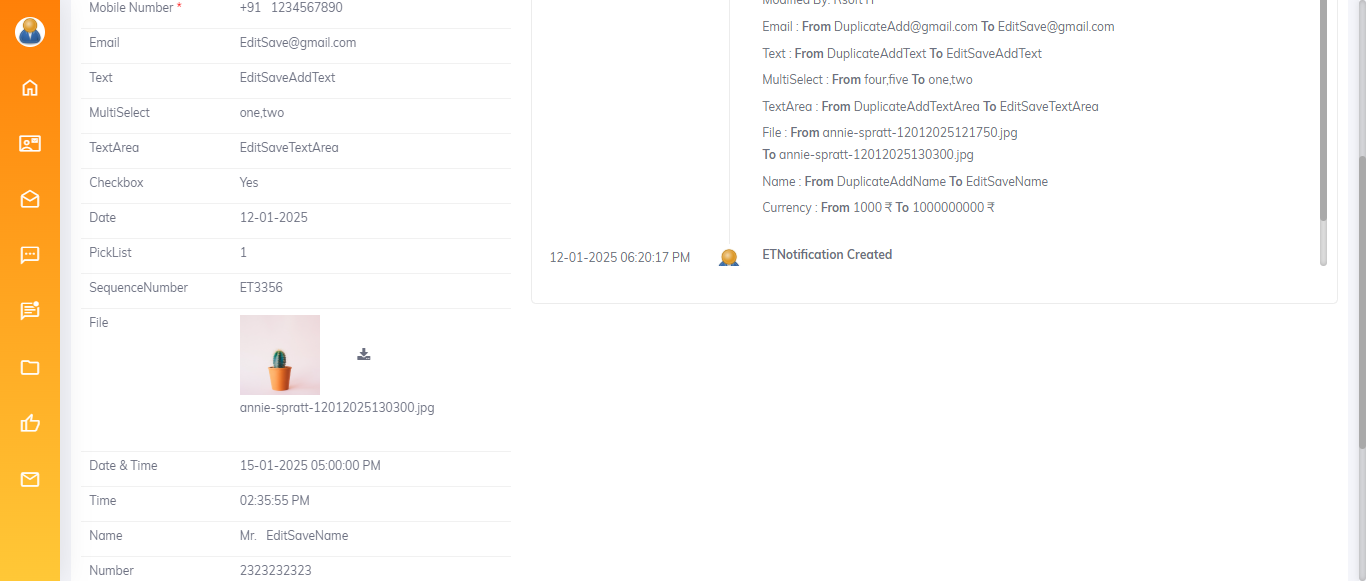 Mobile Number * +91 1234567890
Email EditSave@gmail.com
Text EditSaveAddText
MultiSelect one,two
TextArea EditSaveTextArea
Checkbox Yes
Date 12-01-2025
PickList 1
SequenceNumber ET3356
File
annie-spratt-12012025130300.jpg
Date & Time 15-01-2025 05:00:00 PM
Time 02:35:55 PM
Name Mr. EditSaveName
Number 2323232323
Modified By: Rsoft IT
Email : From DuplicateAdd@gmail.com To EditSave@gmail.com
Text : From DuplicateAddText To EditSaveAddText
MultiSelect : From four,five To one,two
TextArea : From DuplicateAddTextArea To EditSaveTextArea
File : From annie-spratt-12012025121750.jpg
To annie-spratt-12012025130300.jpg
Name : From DuplicateAddName To EditSaveName
Currency : From 1000 ₹ To 1000000000 ₹
12-01-2025 06:20:17 PM ETNotification Created